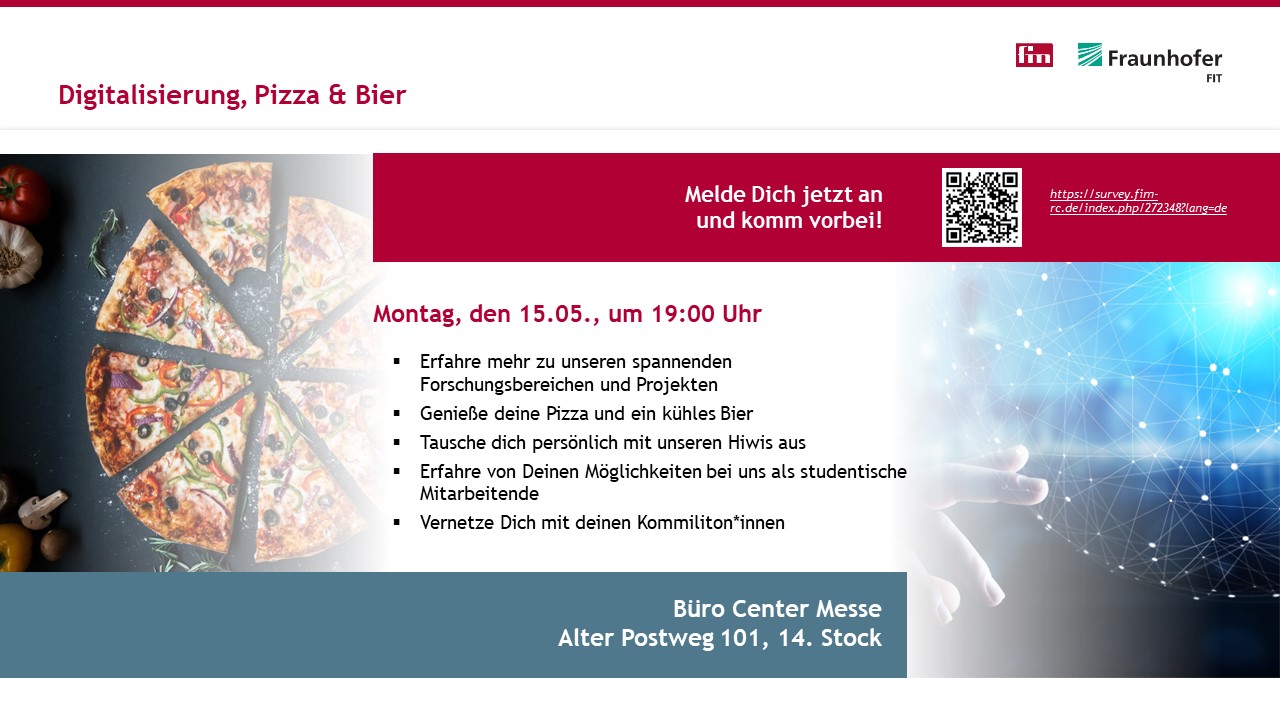 fim
Fraunhofer
FIT
Digitalisierung, Pizza & Bier
Melde Dich jetzt an
und komm vorbei!
https://survey.fim-
rc.de/index.php/272348?lang=de
Montag, den 15.05., um 19:00 Uhr
▪ Erfahre mehr zu unseren spannenden
Forschungsbereichen und Projekten
▪ Genieße deine Pizza und ein kühles Bier
▪ Tausche dich persönlich mit unseren Hiwis aus
▪ Erfahre von Deinen Möglichkeiten bei uns als studentische
Mitarbeitende
▪ Vernetze Dich mit deinen Kommiliton*innen
Büro Center Messe
Alter Postweg 101, 14. Stock